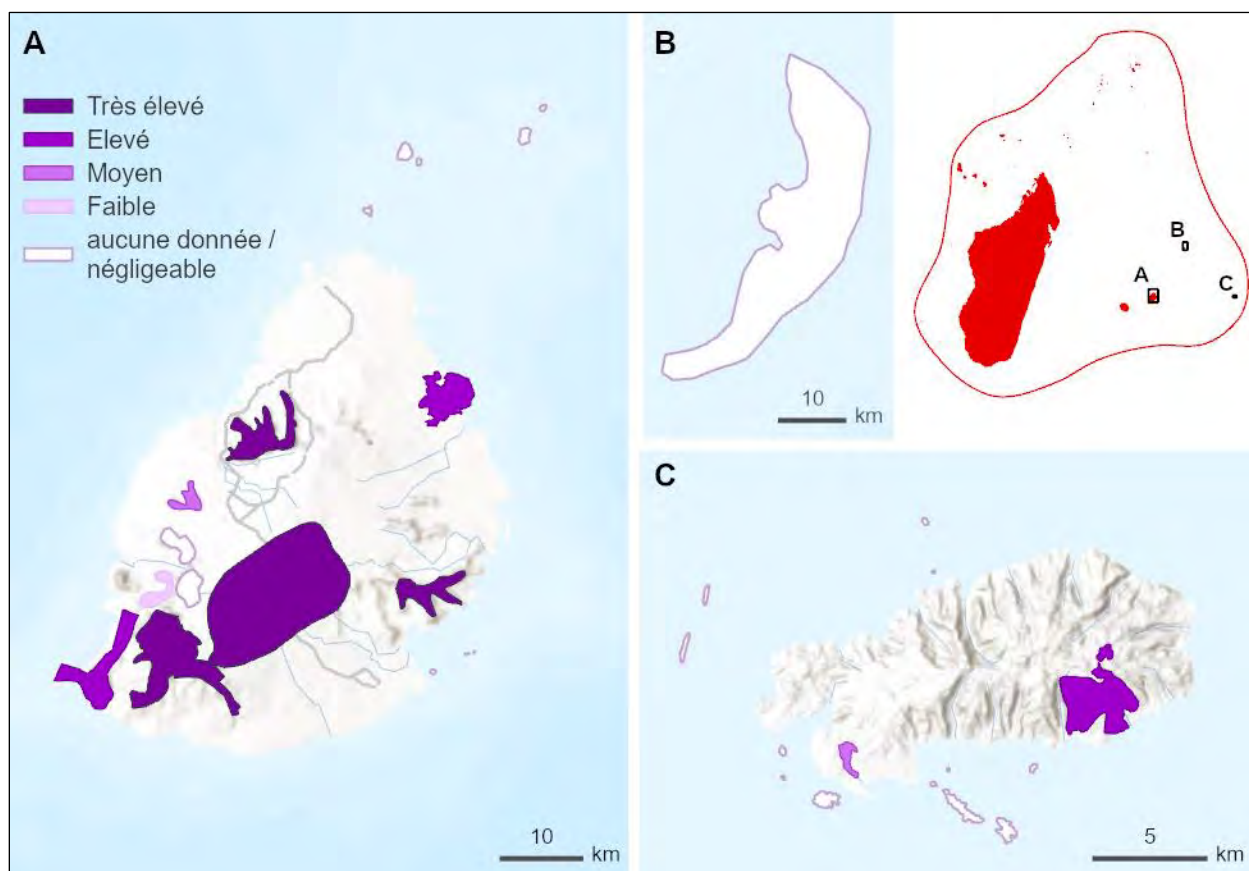 A
Très élevé
Elevé
Moyen
Faible
aucune donnée /
négligeable
10
km
B
10
km
A
B
C
C
5
km